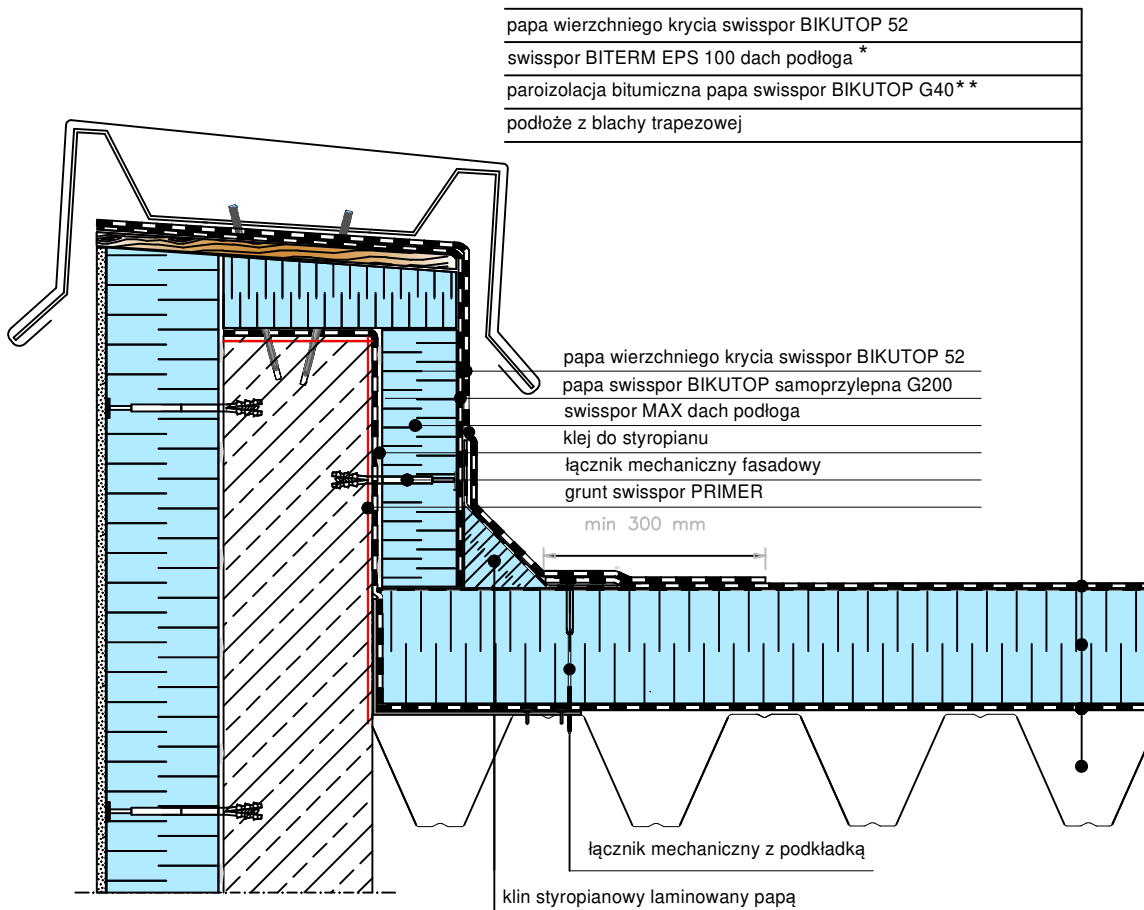 papa wierzchniego krycia swisspor BIKUTOP 52
swisspor BITERM EPS 100 dach podłoga *
paroizolacja bitumiczna papa swisspor BIKUTOP G40**
podłoże z blachy trapezowej
papa wierzchniego krycia swisspor BIKUTOP 52
papa swisspor BIKUTOP samoprzylepna G200
swisspor MAX dach podłoga
klej do styropianu
łącznik mechaniczny fasadowy
grunt swisspor PRIMER
min 300 mm
łącznik mechaniczny z podkładką
klin styropianowy laminowany papą